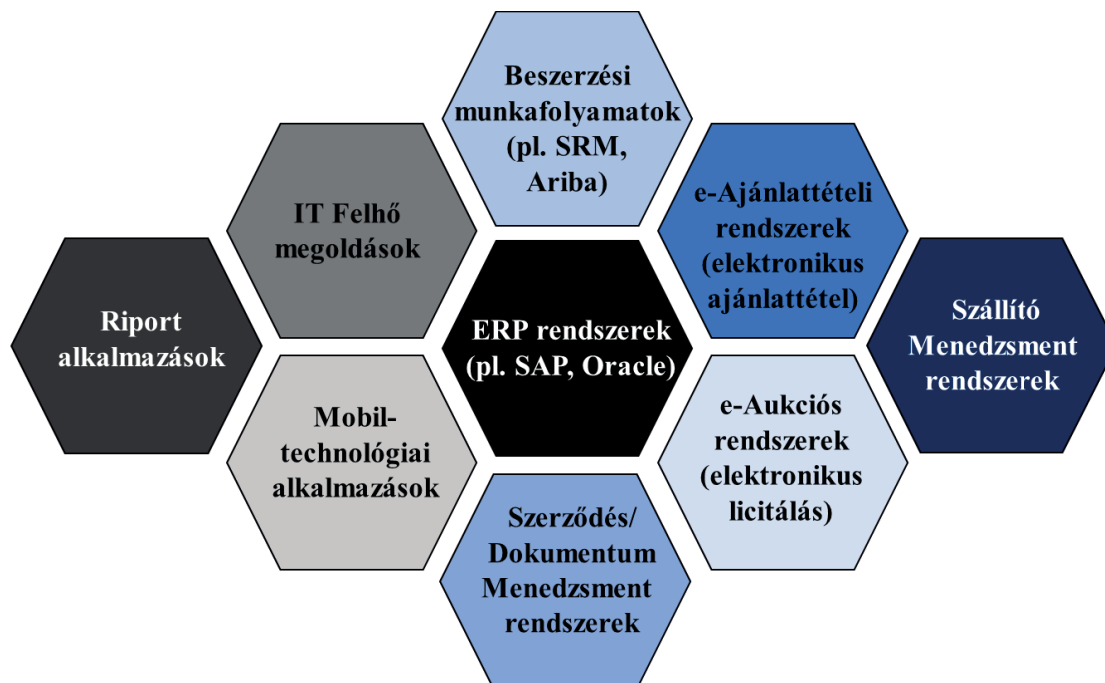 Beszerzési
munkafolyamatok
(pl. SRM,
Ariba)
IT Felhő
megoldások
e-Ajánlattételi
rendszerek
(elektronikus
ajánlattétel)
Riport
alkalmazások
ERP rendszerek
(pl. SAP, Oracle)
Szállító
Menedzsment
rendszerek
Mobil-
technológiai
alkalmazások
e-Aukciós
rendszerek
(elektronikus
licitálás)
Szerződés/
Dokumentum
Menedzsment
rendszerek